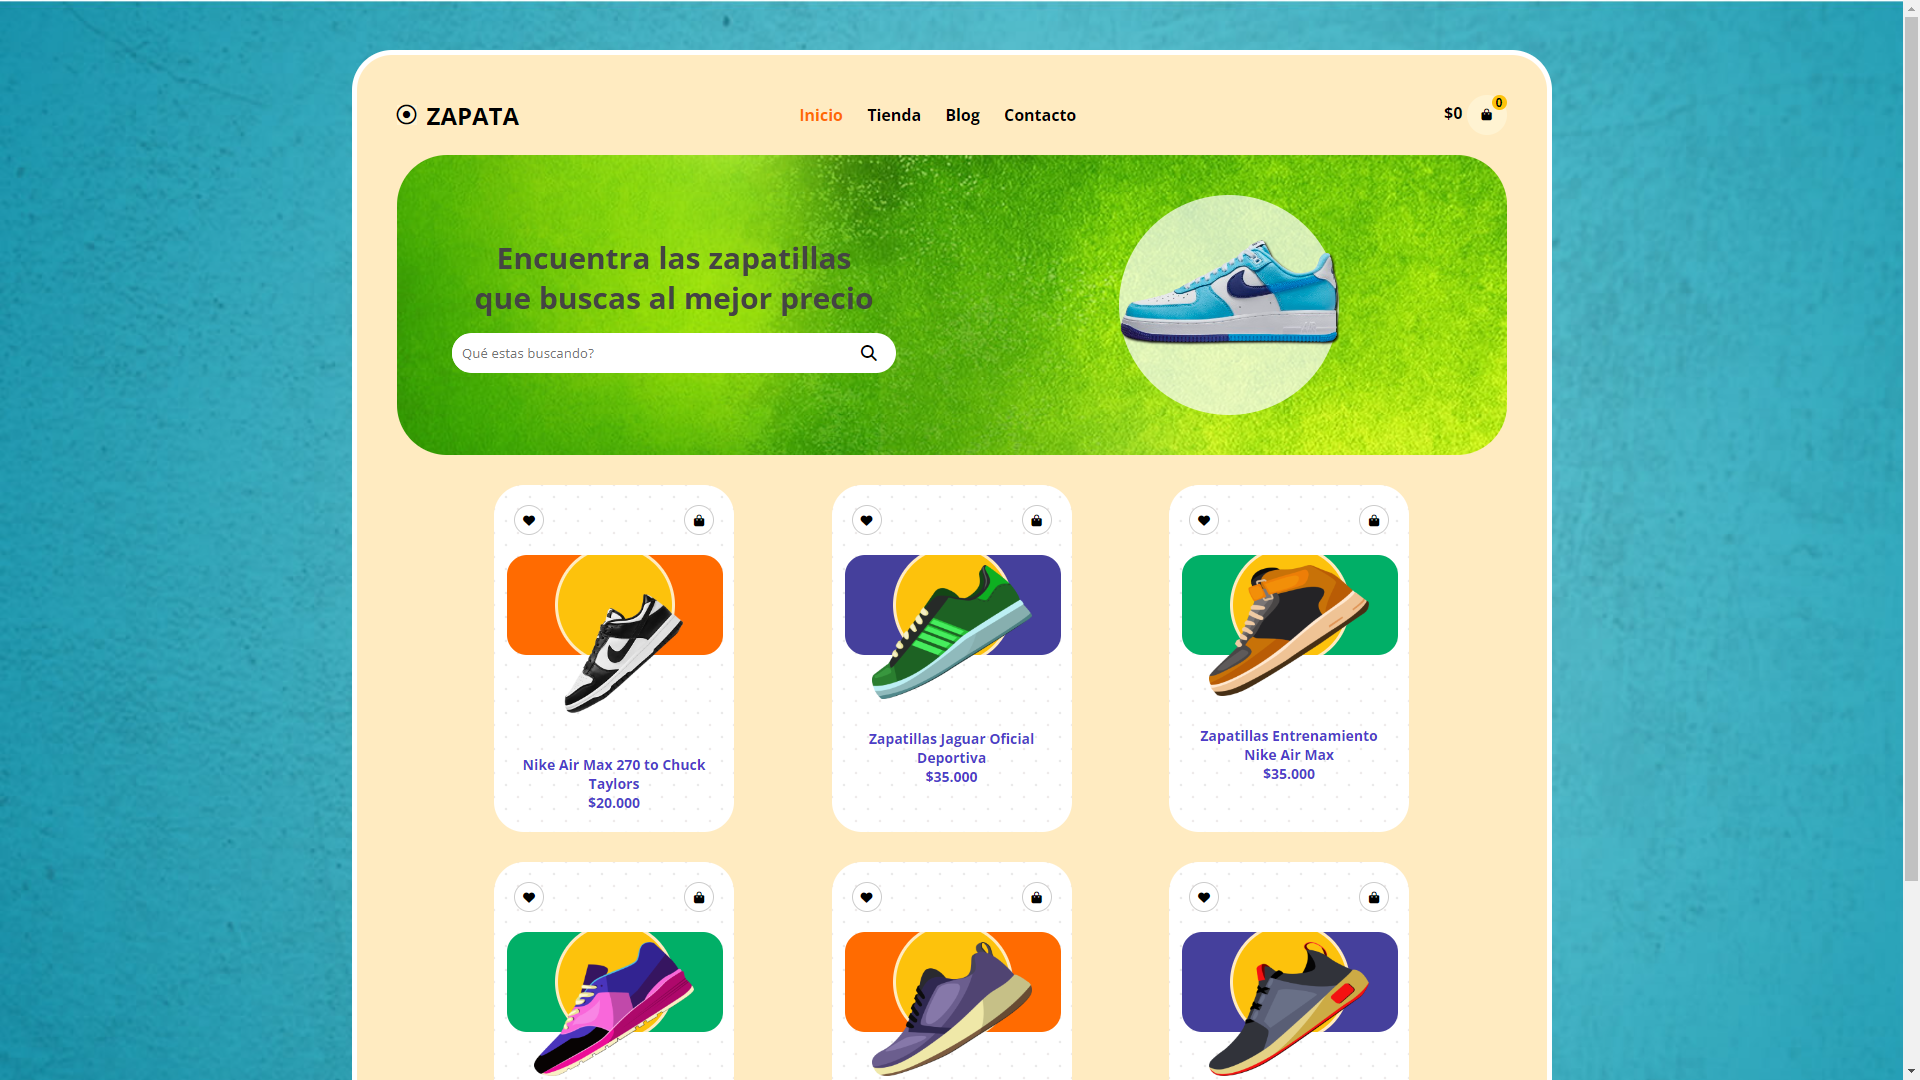 ZAPATA
Inicio
Tienda
Blog
Contacto
$0
0
Encuentra las zapatillas
que buscas al mejor precio
Qué estas buscando?
Nike Air Max 270 to Chuck
Taylors
$20.000
Zapatillas Jaguar Oficial
Deportiva
$35.000
Zapatillas Entrenamiento
Nike Air Max
$35.000